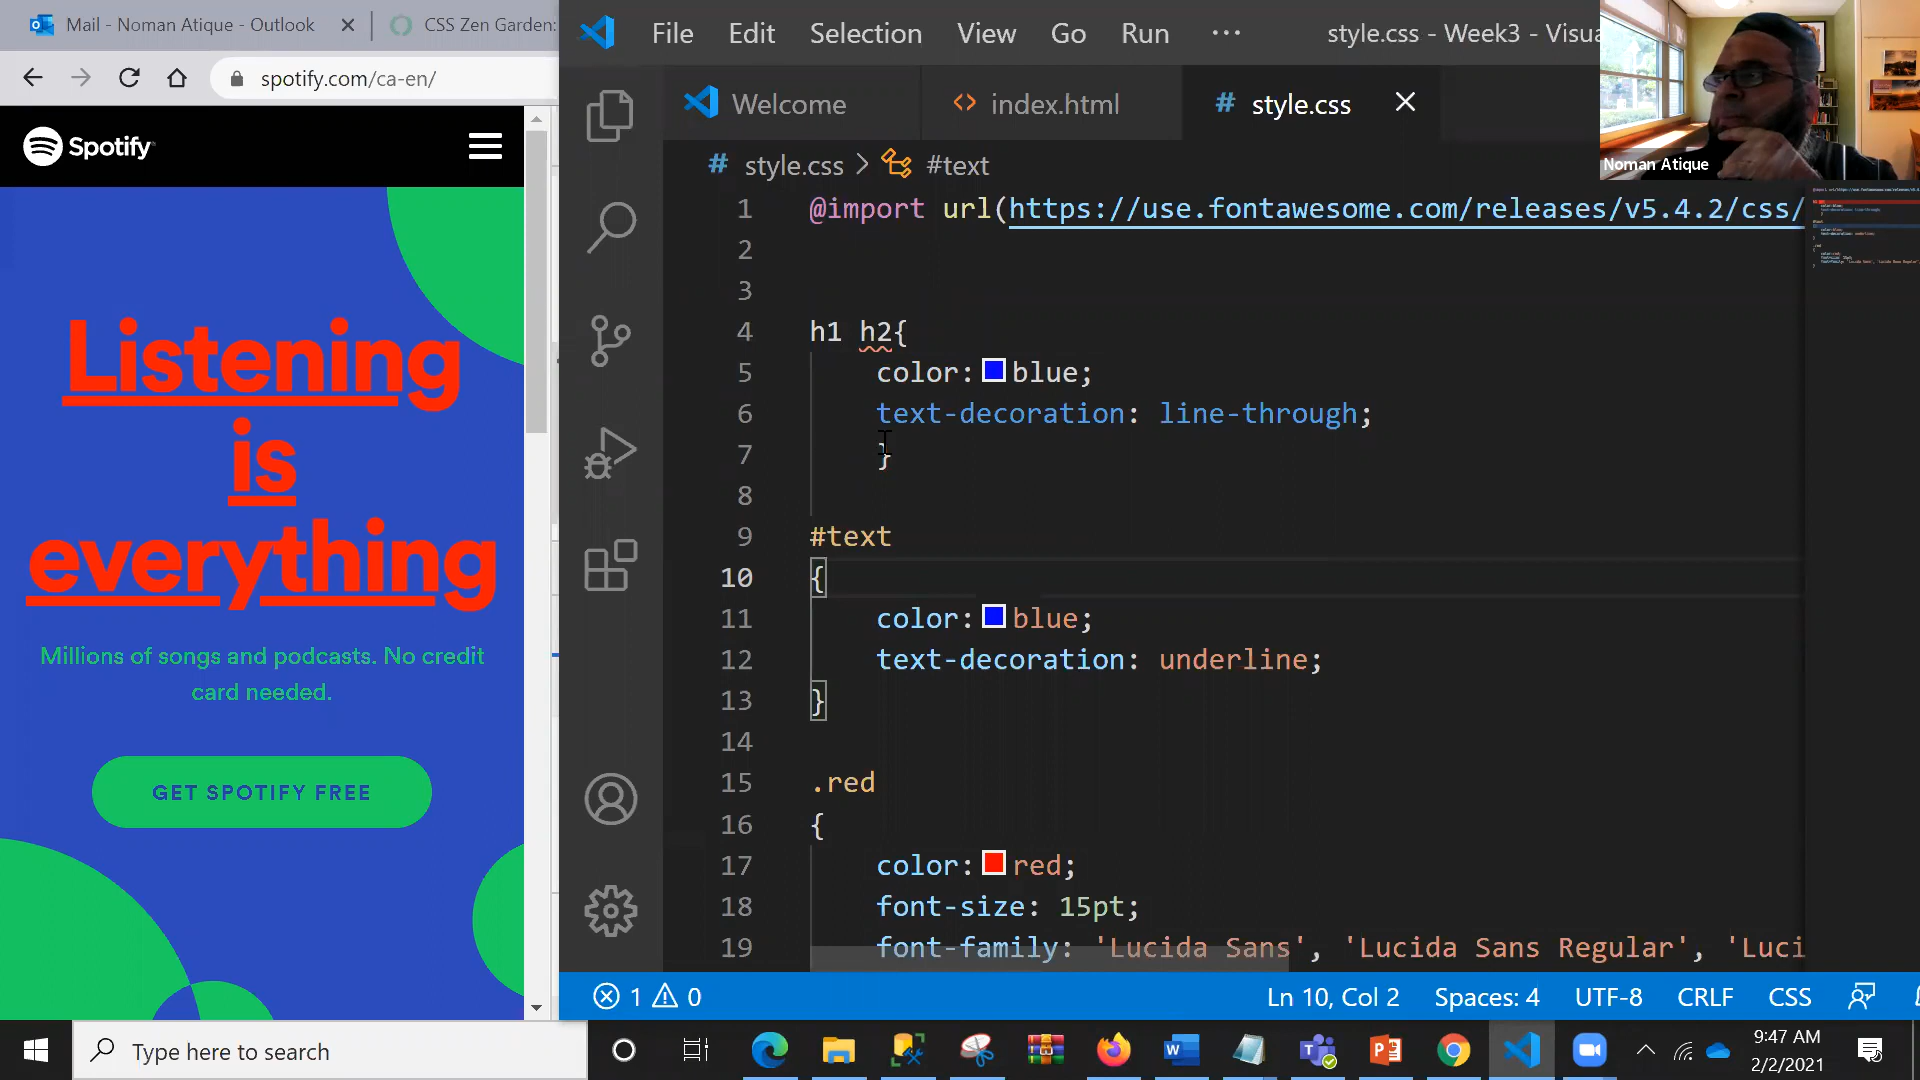 Mail - Noman Atique - Outlook
CSS Zen Garden:
spotify.com/ca-en/
Spotify
Listening
is
everything
Millions of songs and podcasts. No credit
card needed.
GET SPOTIFY FREE
File Edit Selection View Go Run ···
style.css - Week3 - Visua
Welcome
index.html
# style.css
# style.css > #text
1 @import url(https://use.fontawesome.com/releases/v5.4.2/css/
2
3
4 h1 h2{
5 color: blue;
6 text-decoration: line-through;
7 }
8
9 #text
10 {
11 color: blue;
12 text-decoration: underline;
13 }
14
15 .red
16 {
17 color: red;
18 font-size: 15pt;
19 font-family: 'Lucida Sans', 'Lucida Sans Regular', 'Luci
Noman Atique
1 0
Ln 10, Col 2 Spaces: 4 UTF-8 CRLF CSS
Type here to search
9:47 AM
2/2/2021